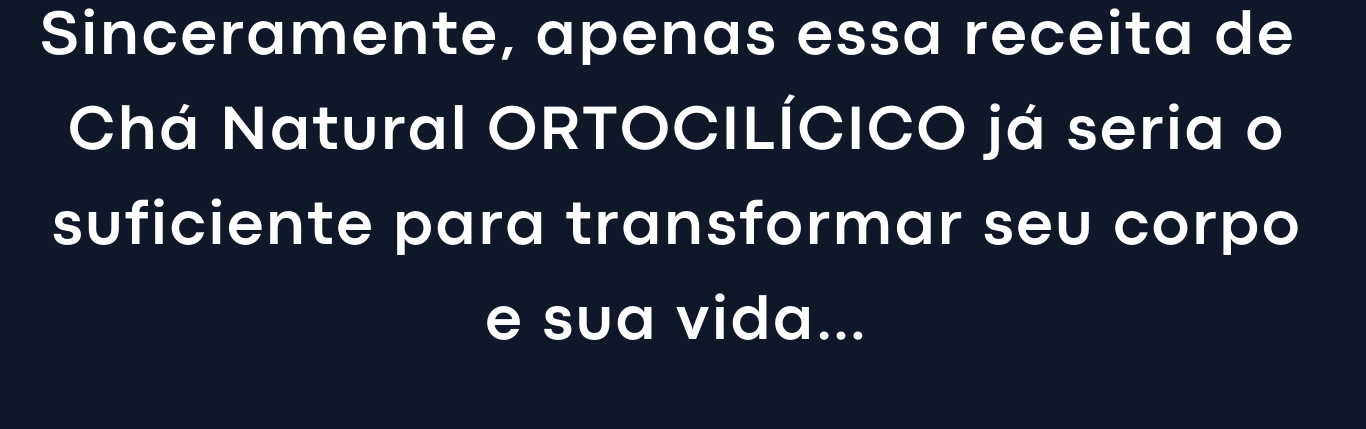 Sinceramente, apenas essa receita de
Chá Natural ORTOCILÍCICO já seria o
suficiente para transformar seu corpo
e sua vida...